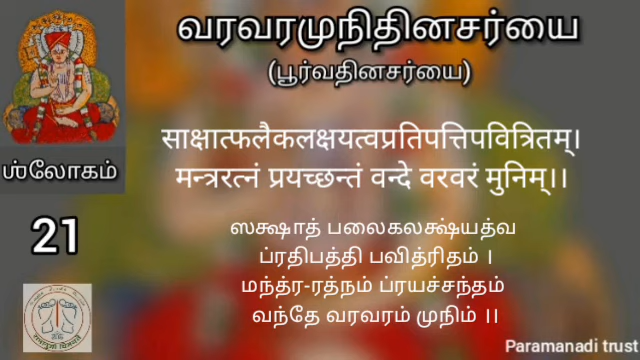 வரவரமுநிதினசர்யை
(பூர்வதினசர்யை)
साक्षात्फलैकलक्षयत्वप्रतिपत्तिपवित्रितम्।
मन्त्ररत्नं प्रयच्छन्तं वन्दे वरवरं मुनिम्।।
ஶ்லோகம்
21
ஸக்ஷாத் பலைகலக்ஷ்யத்வ
ப்ரதிபத்தி பவித்ரிதம் ।
மந்த்ர-ரத்நம் ப்ரயச்சந்தம்
வந்தே வரவரம் முநிம் ।।
Paramanadi trust